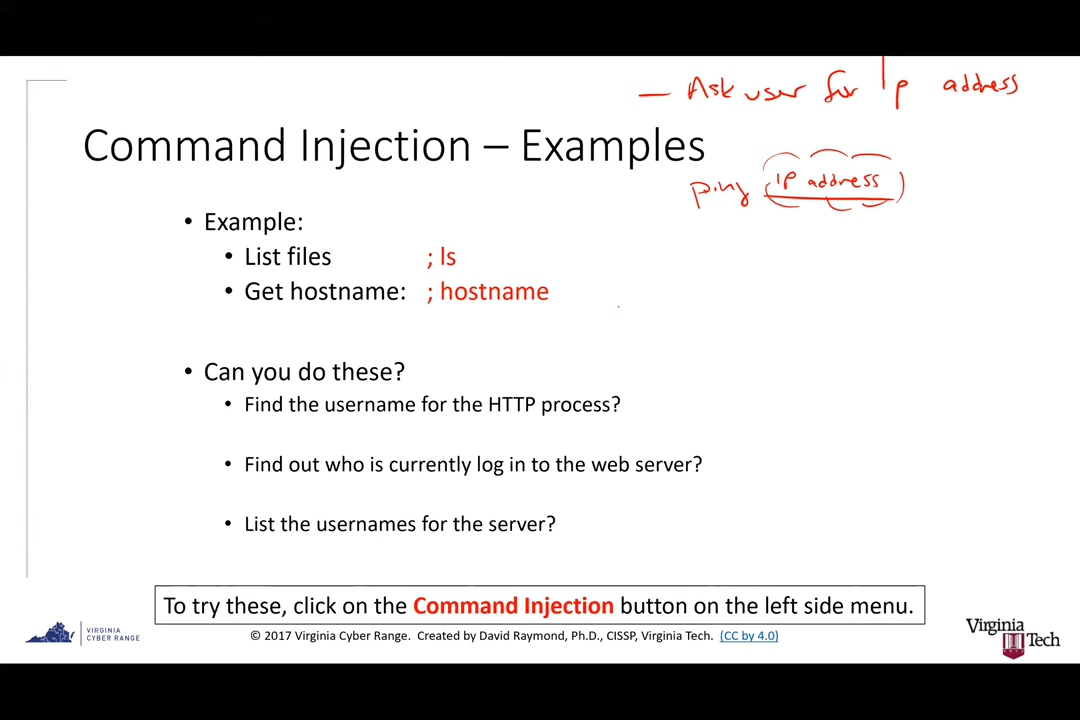 — Ask user for Ip address
Command Injection – Examples
ping (ip address)
• Example:
• List files ; ls
• Get hostname: ; hostname
• Can you do these?
• Find the username for the HTTP process?
• Find out who is currently log in to the web server?
• List the usernames for the server?
To try these, click on the Command Injection button on the left side menu.
VIRGINIA
CYBER RANGE
© 2017 Virginia Cyber Range. Created by David Raymond, Ph.D., CISSP, Virginia Tech. (CC by 4.0)
Virginia
Tech